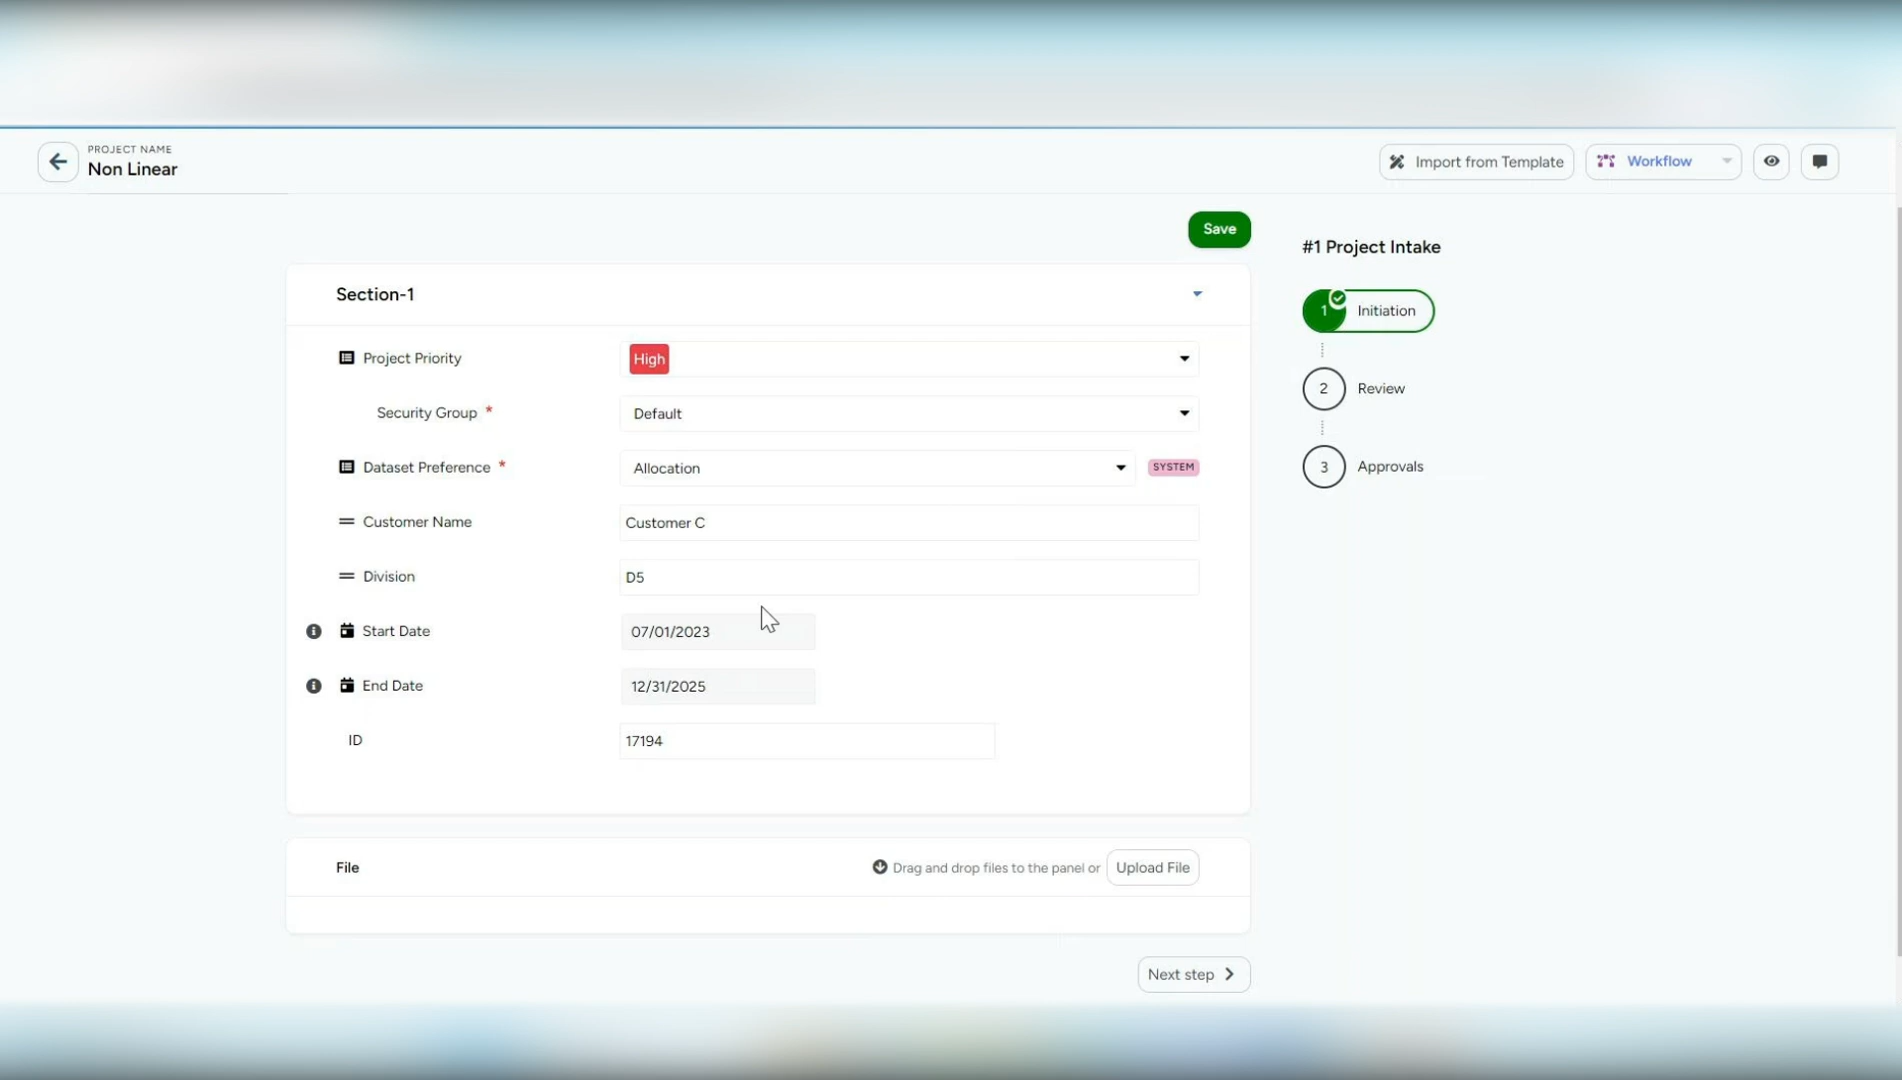 PROJECT NAME
Non Linear
Import from Template
Workflow
Save
#1 Project Intake
Section-1
1 Initiation
Project Priority High
2 Review
Security Group * Default
Dataset Preference * Allocation SYSTEM
3 Approvals
Customer Name Customer C
Division D5
Start Date 07/01/2023
End Date 12/31/2025
ID 17194
File Drag and drop files to the panel or Upload File
Next step